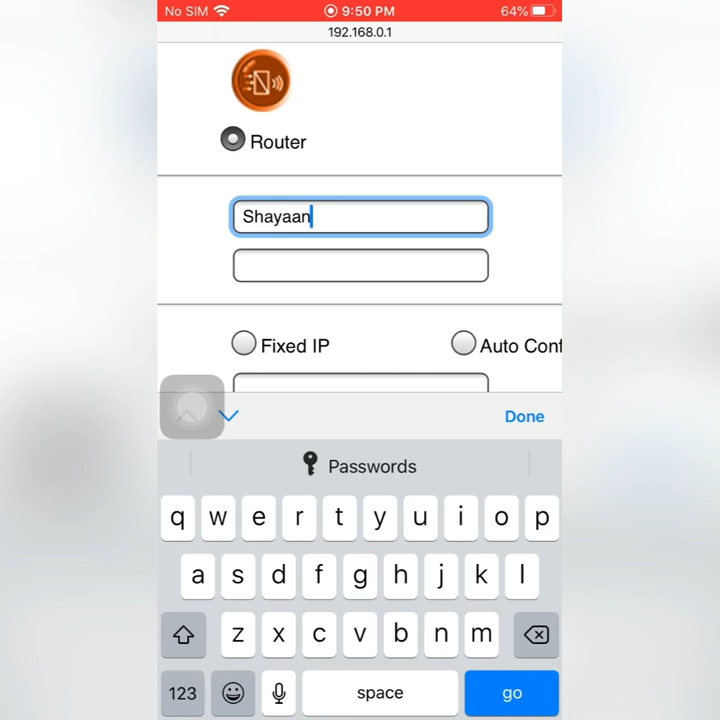 No SIM 9:50 PM 64%
192.168.0.1
Router
Shayaan
Fixed IP Auto Conf
Done
Passwords
q w e r t y u i o p
a s d f g h j k l
z x c v b n m
123 space go